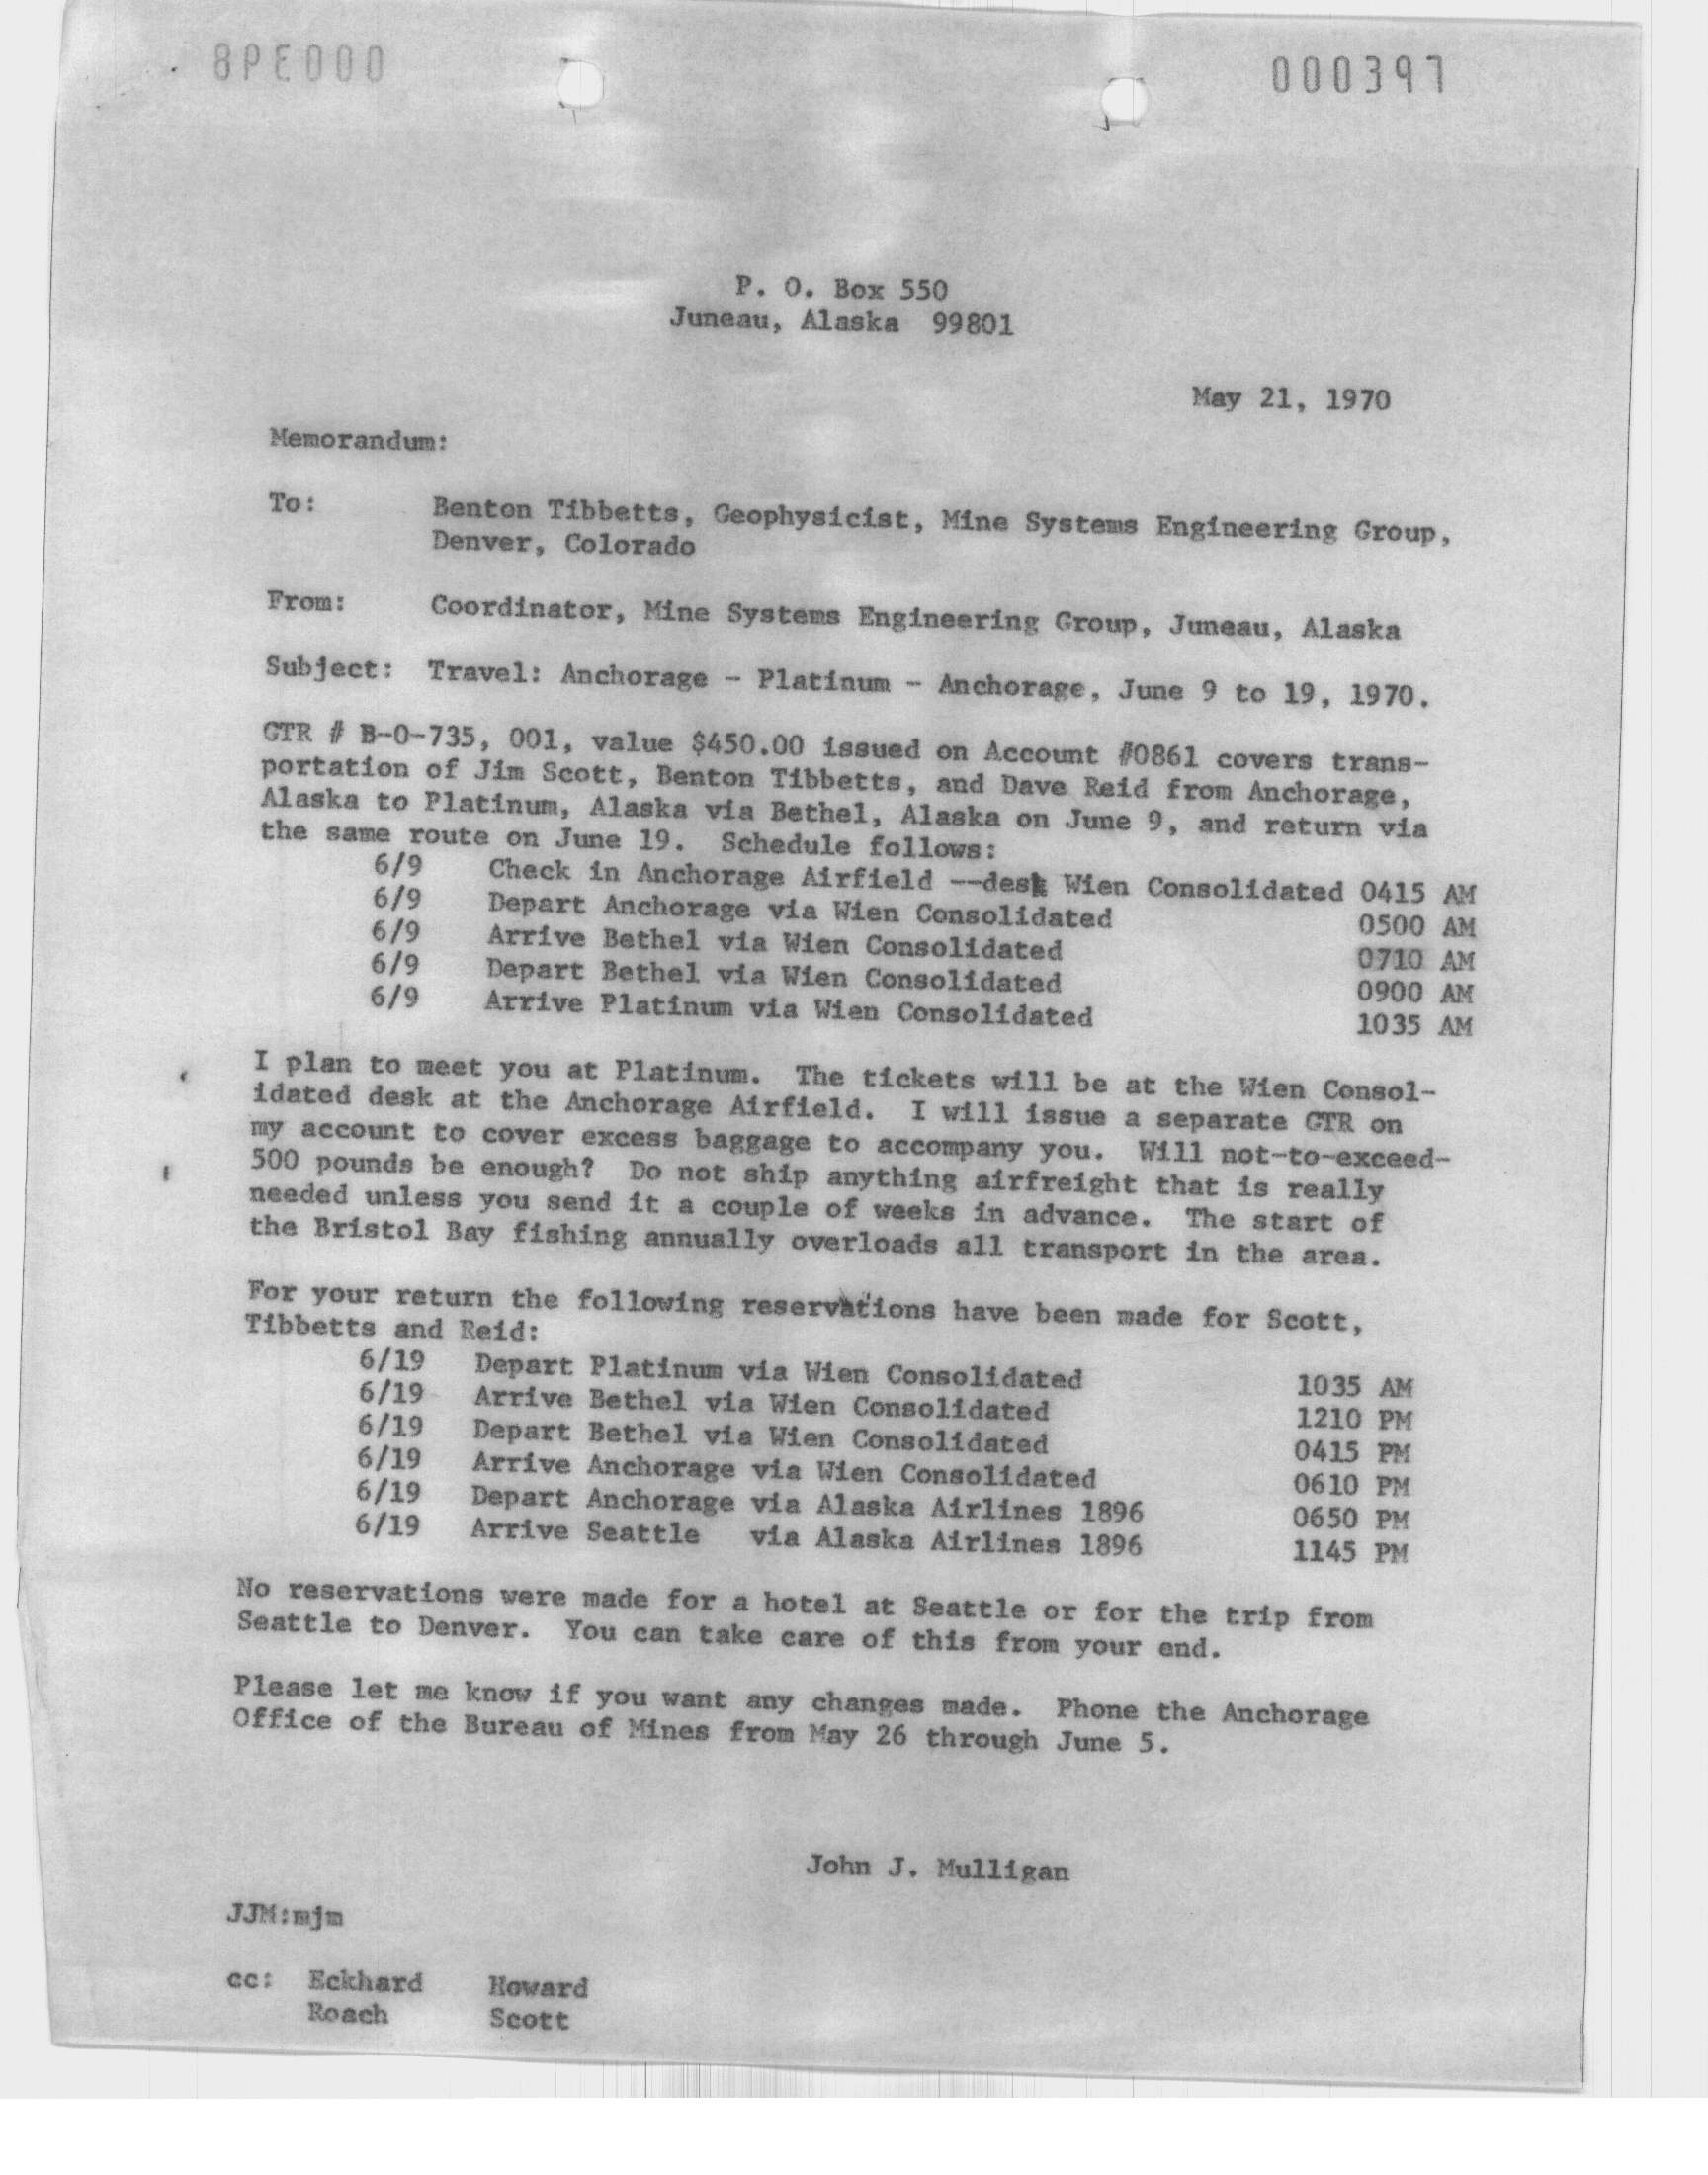 000398
000397
P. O. Box 550
Juneau, Alaska  99801
May 21, 1970
Memorandum:
To: Benton Tibbetts, Geophysicist, Mine Systems Engineering Group,
Denver, Colorado
From: Coordinator, Mine Systems Engineering Group, Juneau, Alaska
Subject: Travel: Anchorage - Platinum - Anchorage, June 9 to 19, 1970.
GTR # B-0-735, 001, value $450.00 issued on Account #0861 covers trans-
portation of Jim Scott, Benton Tibbetts, and Dave Reid from Anchorage,
Alaska to Platinum, Alaska via Bethel, Alaska on June 9, and return via
the same route on June 19.  Schedule follows:
6/9 Check in Anchorage Airfield --desk Wien Consolidated 0415 AM
6/9 Depart Anchorage via Wien Consolidated 0500 AM
6/9 Arrive Bethel via Wien Consolidated 0710 AM
6/9 Depart Bethel via Wien Consolidated 0900 AM
6/9 Arrive Platinum via Wien Consolidated 1035 AM
I plan to meet you at Platinum.  The tickets will be at the Wien Consol-
idated desk at the Anchorage Airfield.  I will issue a separate GTR on
my account to cover excess baggage to accompany you.  Will not-to-exceed-
500 pounds be enough?  Do not ship anything airfreight that is really
needed unless you send it a couple of weeks in advance.  The start of
the Bristol Bay fishing annually overloads all transport in the area.
For your return the following reservations have been made for Scott,
Tibbetts and Reid:
6/19 Depart Platinum via Wien Consolidated 1035 AM
6/19 Arrive Bethel via Wien Consolidated 1210 PM
6/19 Depart Bethel via Wien Consolidated 0415 PM
6/19 Arrive Anchorage via Wien Consolidated 0610 PM
6/19 Depart Anchorage via Alaska Airlines 1896 0650 PM
6/19 Arrive Seattle via Alaska Airlines 1896 1145 PM
No reservations were made for a hotel at Seattle or for the trip from
Seattle to Denver.  You can take care of this from your end.
Please let me know if you want any changes made.  Phone the Anchorage
Office of the Bureau of Mines from May 26 through June 5.
John J. Mulligan
JJM:mjm
cc: Eckhard Howard
Roach Scott